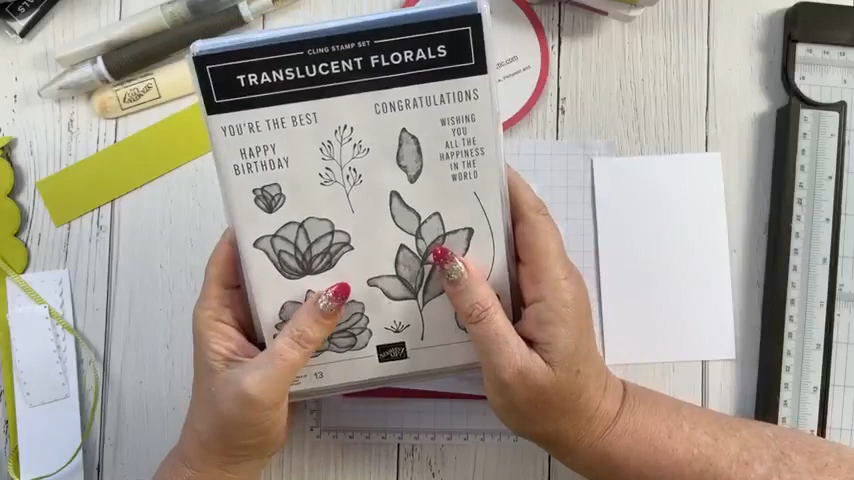 CLING STAMP SET
TRANSLUCENT FLORALS
YOU'RE THE BEST
CONGRATULATIONS
HAPPY
BIRTHDAY
WISHING
YOU
ALL THE
HAPPINESS
IN THE
WORLD
13